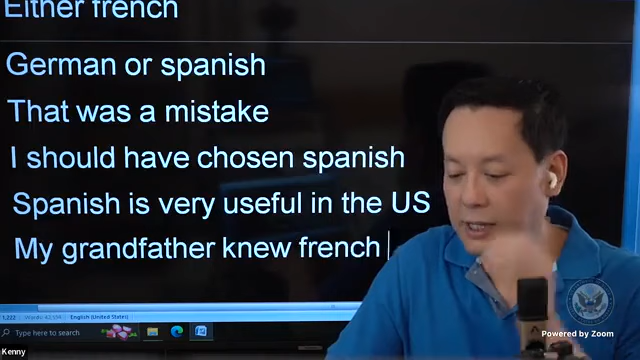 Either french
German or spanish
That was a mistake
I should have chosen spanish
Spanish is very useful in the US
My grandfather knew french
English (United States)
Type here to search
Powered by Zoom
Kenny